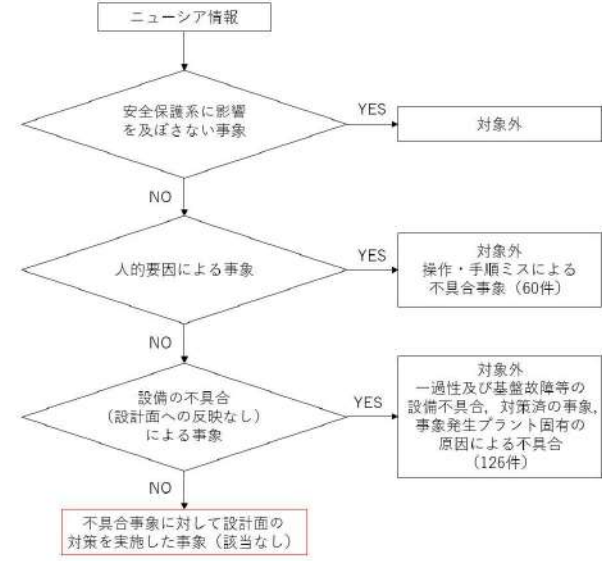 ニューシア情報
安全保護系に影響
を及ぼさない事象
YES
対象外
NO
人的要因による事象
YES
対象外
操作・手順ミスによる
不具合事象（60件）
NO
設備の不具合
（設計面への反映なし）
による事象
YES
対象外
一過性及び基盤故障等の
設備不具合，対策済の事象，
事象発生プラント固有の
原因による不具合
（126件）
NO
不具合事象に対して設計面の
対策を実施した事象（該当なし）